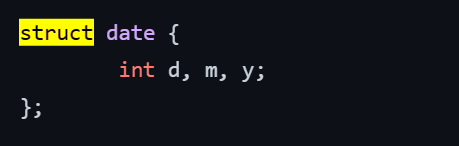 struct date {
int d, m, y;
};